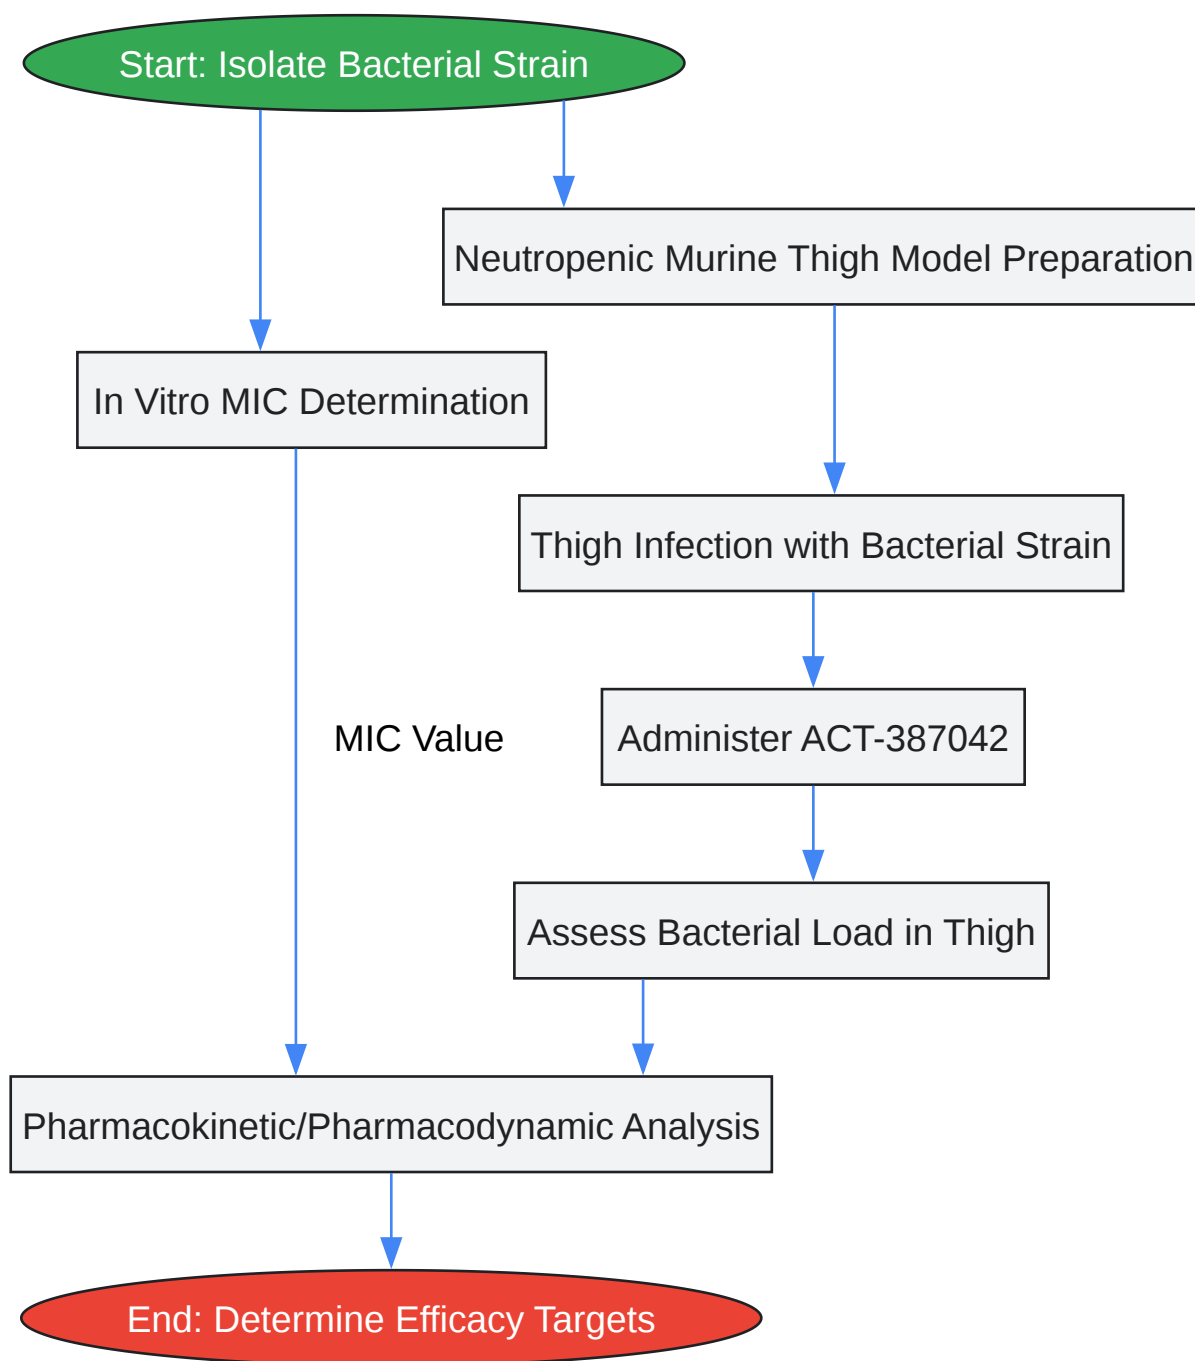 Start: Isolate Bacterial Strain
Neutropenic Murine Thigh Model Preparation
In Vitro MIC Determination
Thigh Infection with Bacterial Strain
MIC Value
Administer ACT-387042
Assess Bacterial Load in Thigh
Pharmacokinetic/Pharmacodynamic Analysis
End: Determine Efficacy Targets